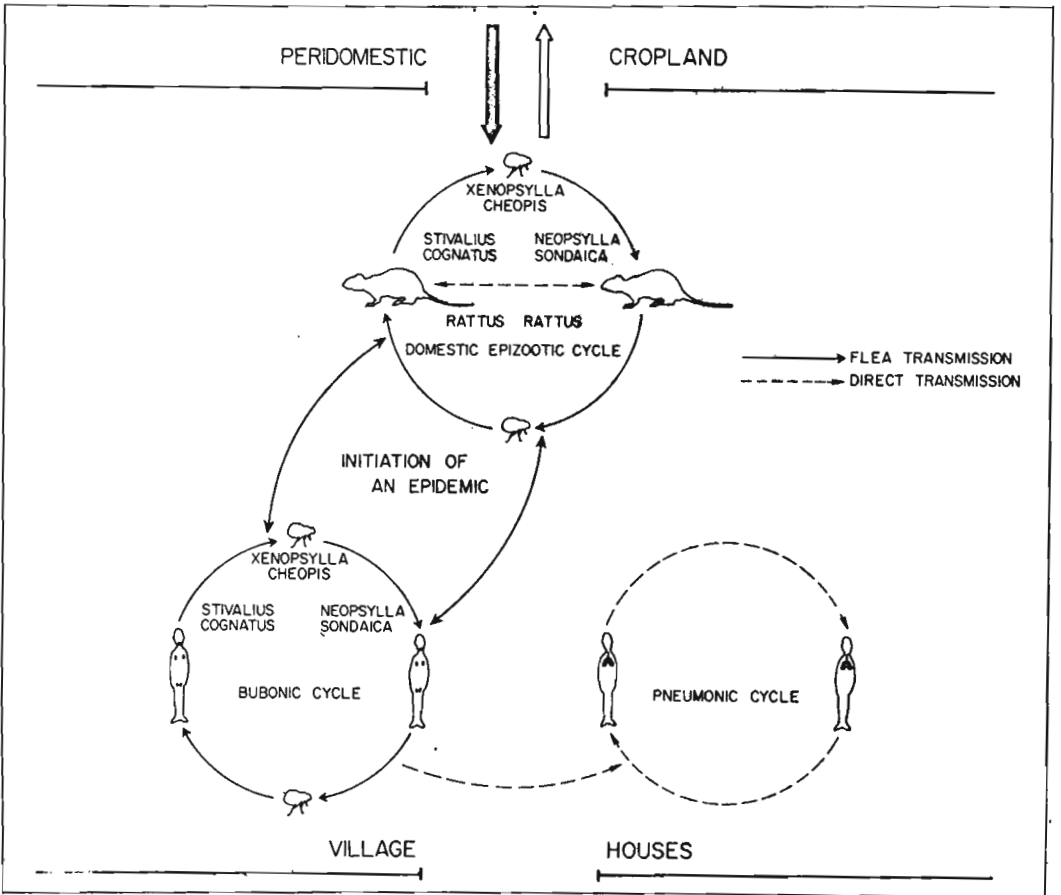 PERIDOMESTIC
CROPLAND
XENOPSYLLA
CHEOPIS
STIVALIUS
COGNATUS
NEOPSYLLA
SONDAICA
RATTUS RATTUS
DOMESTIC EPIZOOTIC CYCLE
FLEA TRANSMISSION
DIRECT TRANSMISSION
INITIATION OF
AN EPIDEMIC
XENOPSYLLA
CHEOPIS
STIVALIUS
COGNATUS
NEOPSYLLA
SONDAICA
BUBONIC CYCLE
PNEUMONIC CYCLE
VILLAGE
HOUSES